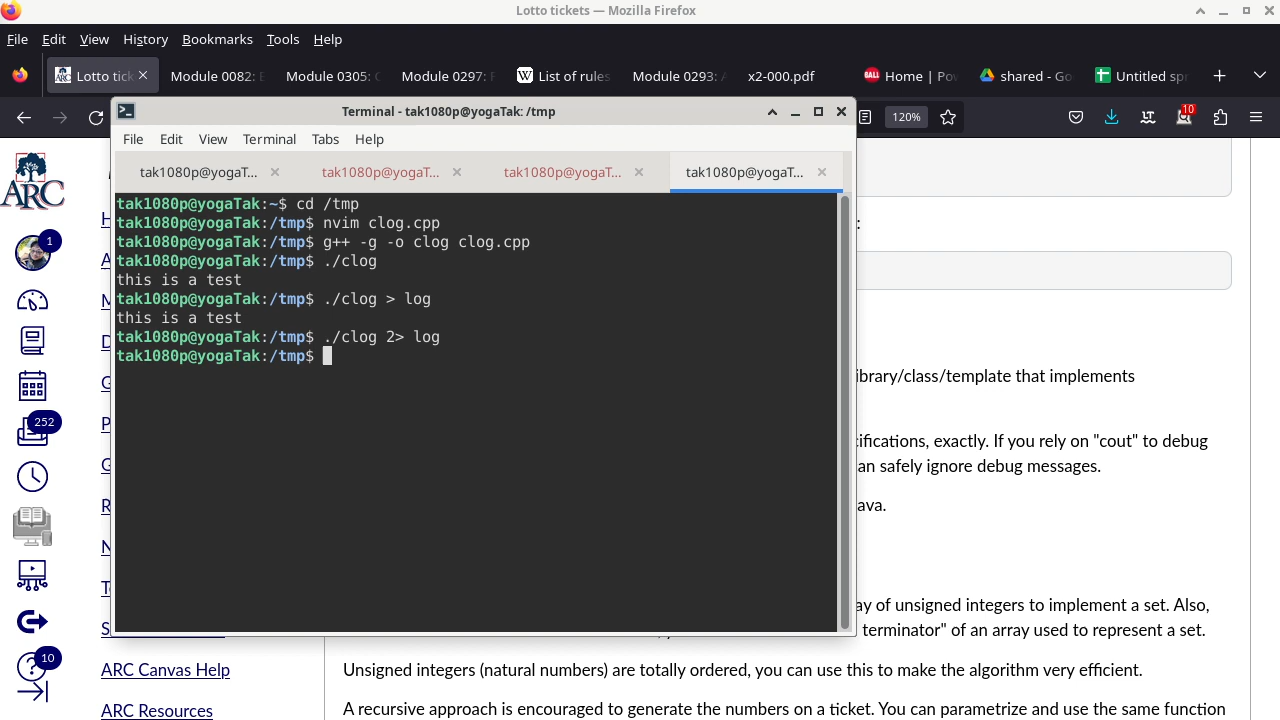 Lotto tickets — Mozilla Firefox
File Edit View History Bookmarks Tools Help
Lotto tick Module 0082: Module 0305: Module 0297: List of rules Module 0293: x2-000.pdf Home | Pow shared - Go Untitled spr
120% 10
Terminal - tak1080p@yogaTak: /tmp
File Edit View Terminal Tabs Help
tak1080p@yogaT... tak1080p@yogaT... tak1080p@yogaT... tak1080p@yogaT...
tak1080p@yogaTak:~$ cd /tmp
tak1080p@yogaTak:/tmp$ nvim clog.cpp
tak1080p@yogaTak:/tmp$ g++ -g -o clog clog.cpp
tak1080p@yogaTak:/tmp$ ./clog
this is a test
tak1080p@yogaTak:/tmp$ ./clog > log
this is a test
tak1080p@yogaTak:/tmp$ ./clog 2> log
tak1080p@yogaTak:/tmp$
ARC
1
252
10
:
ibrary/class/template that implements
cifications, exactly. If you rely on "cout" to debug
an safely ignore debug messages.
ava.
ay of unsigned integers to implement a set. Also,
terminator" of an array used to represent a set.
Unsigned integers (natural numbers) are totally ordered, you can use this to make the algorithm very efficient.
A recursive approach is encouraged to generate the numbers on a ticket. You can parametrize and use the same function
ARC Canvas Help
ARC Resources